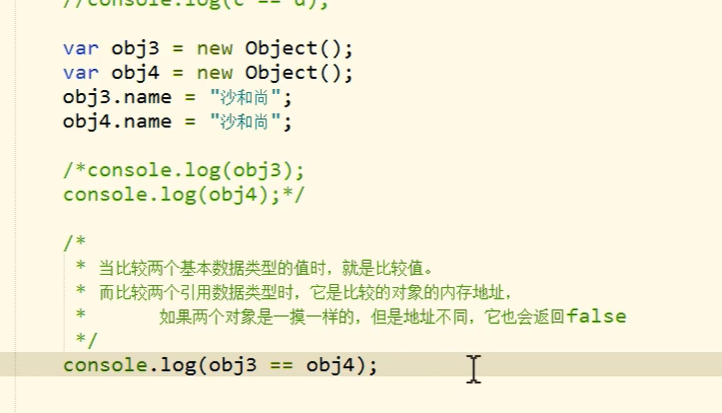 //console.log(c == d);
var obj3 = new Object();
var obj4 = new Object();
obj3.name = "沙和尚";
obj4.name = "沙和尚";
/*console.log(obj3);
console.log(obj4);*/
/*
* 当比较两个基本数据类型的值时，就是比较值。
* 而比较两个引用数据类型时，它是比较的对象的内存地址，
* 如果两个对象是一摸一样的，但是地址不同，它也会返回false
*/
console.log(obj3 == obj4);